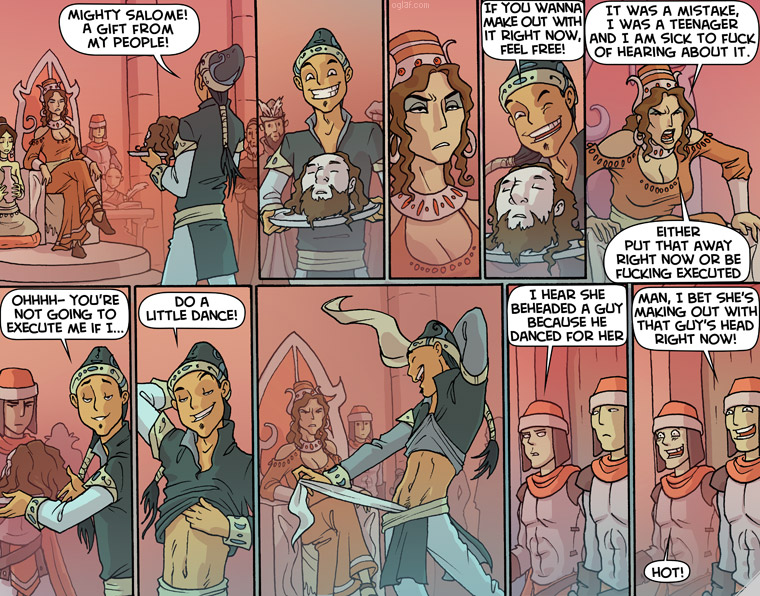 oglaf.com
MIGHTY SALOME!
A GIFT FROM
MY PEOPLE!
IF YOU WANNA
MAKE OUT WITH
IT RIGHT NOW,
FEEL FREE!
IT WAS A MISTAKE,
I WAS A TEENAGER
AND I AM SICK TO FUCK
OF HEARING ABOUT IT.
EITHER
PUT THAT AWAY
RIGHT NOW OR BE
FUCKING EXECUTED
OHHHH- YOU'RE
NOT GOING TO
EXECUTE ME IF I...
DO A
LITTLE DANCE!
I HEAR SHE
BEHEADED A GUY
BECAUSE HE
DANCED FOR HER
MAN, I BET SHE'S
MAKING OUT WITH
THAT GUY'S HEAD
RIGHT NOW!
HOT!